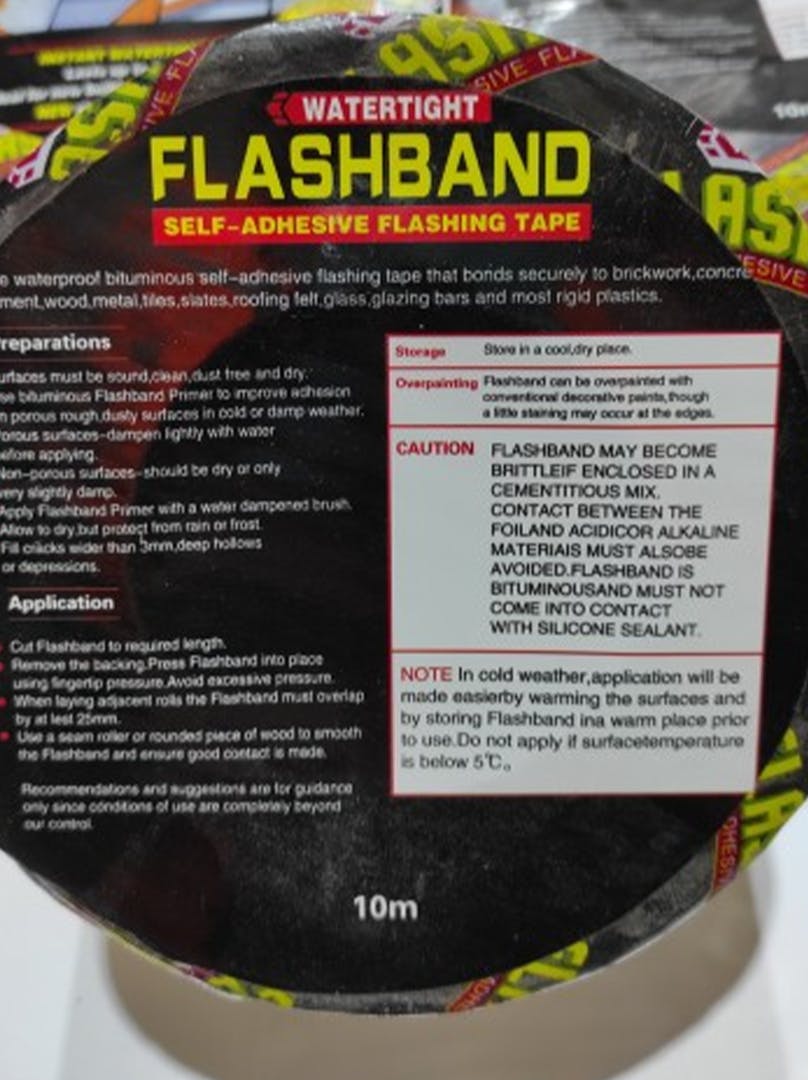 WATERTIGHT
FLASHBAND
SELF-ADHESIVE FLASHING TAPE
e waterproof bituminous self-adhesive flashing tape that bonds securely to brickwork,concre
ment,wood,metal,tiles,slates,roofing felt,glass,glazing bars and most rigid plastics.
reparations
urfaces must be sound,clean,dust free and dry.
se bituminous Flashband Primer to improve adhesion
n porous rough,dusty surfaces in cold or damp weather.
orous surfaces-dampen lightly with water
efore applying.
Non-porous surfaces-should be dry or only
very slightly damp.
Apply Flashband Primer with a water dampened brush.
Allow to dry,but protect from rain or frost.
Fill cracks wider than 3mm,deep hollows
or depressions.
Application
Cut Flashband to required length.
Remove the backing.Press Flashband into place
using fingertip pressure.Avoid excessive pressure.
When laying adjacent rolls the Flashband must overlap
by at lest 25mm.
Use a seam roller or rounded piece of wood to smooth
the Flashband and ensure good contact is made.
Recommendations and suggestions are for guidance
only since conditions of use are completely beyond
our control.
Storage Store in a cool,dry place.
Overpainting Flashband can be overpainted with
conventional decorative paints,though
a little staining may occur at the edges.
CAUTION FLASHBAND MAY BECOME
BRITTLEIF ENCLOSED IN A
CEMENTITIOUS MIX.
CONTACT BETWEEN THE
FOILAND ACIDICOR ALKALINE
MATERIAIS MUST ALSOBE
AVOIDED.FLASHBAND IS
BITUMINOUSAND MUST NOT
COME INTO CONTACT
WITH SILICONE SEALANT.
NOTE In cold weather,application will be
made easierby warming the surfaces and
by storing Flashband ina warm place prior
to use.Do not apply if surfacetemperature
is below 5℃。
10m